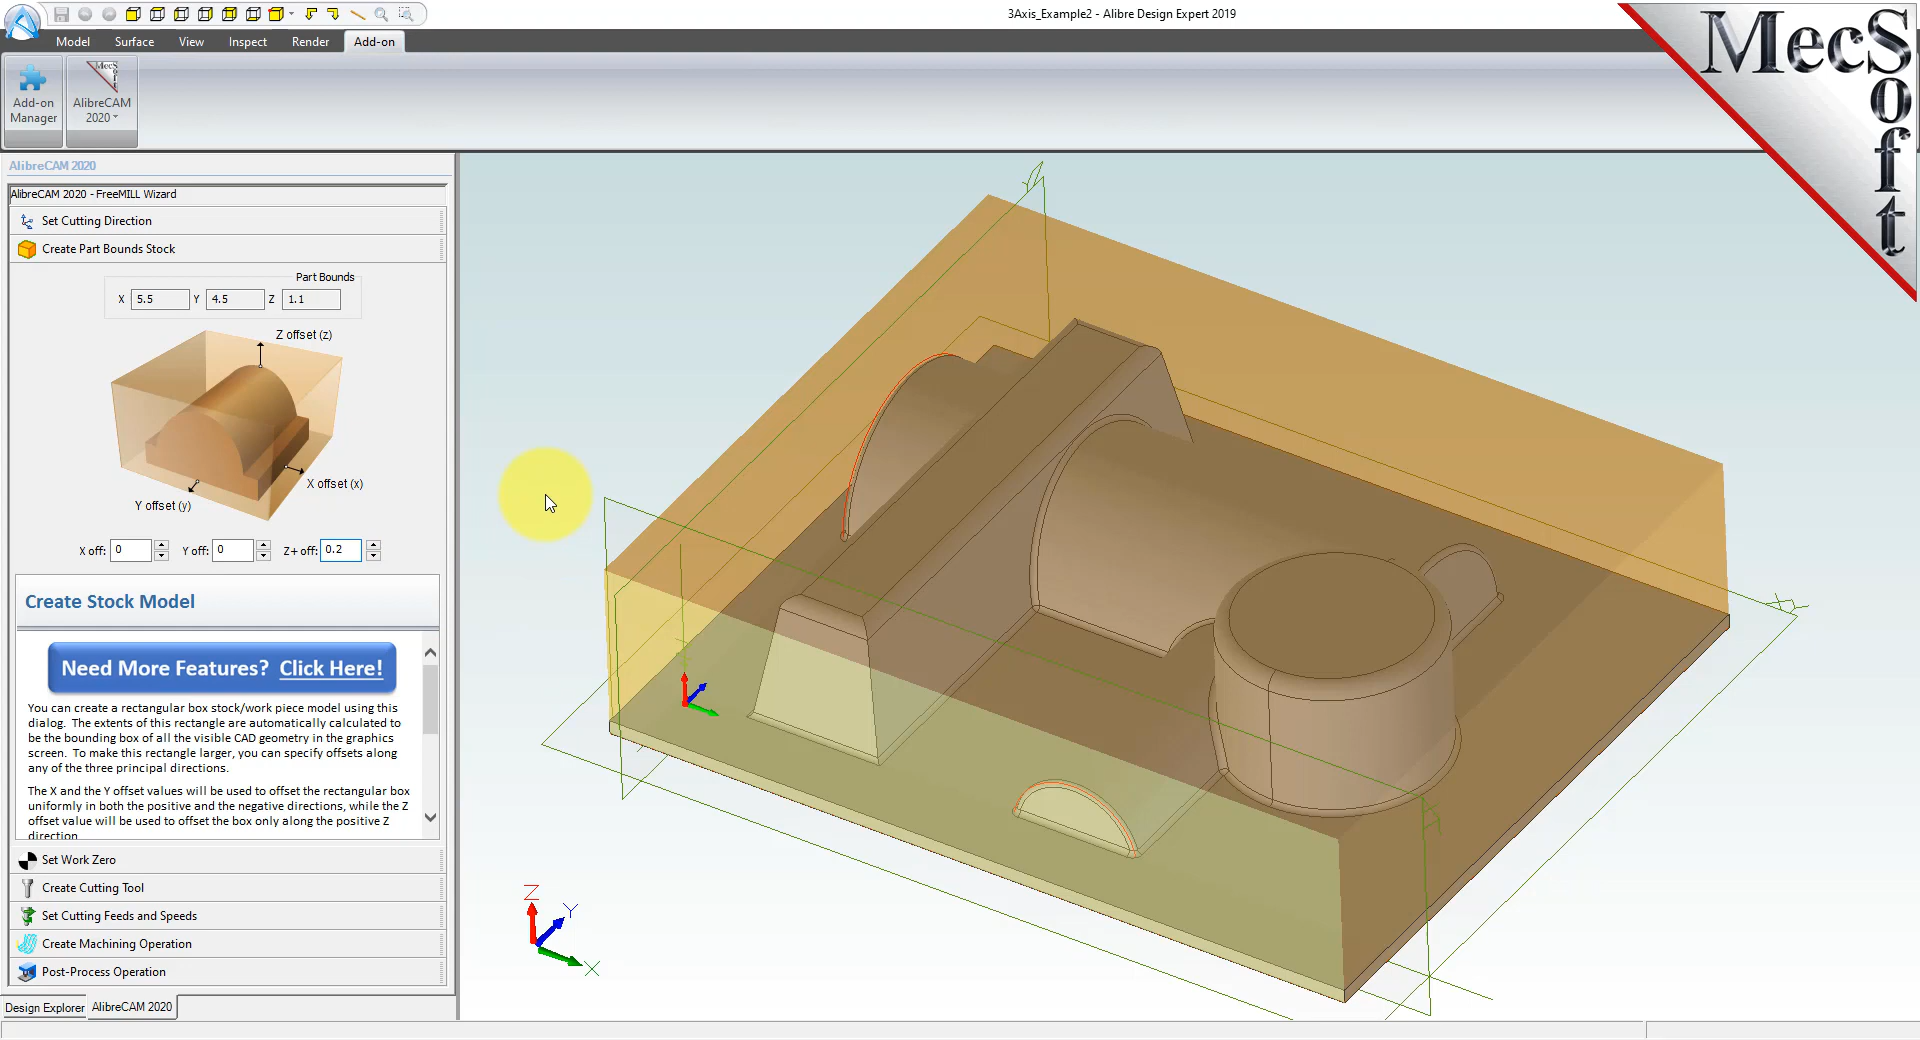 3Axis_Example2 - Alibre Design Expert 2019
Model Surface View Inspect Render Add-on
MecSoft
Add-on
Manager
MecSoft
AlibreCAM
2020
AlibreCAM 2020
AlibreCAM 2020 - FreeMILL Wizard
Set Cutting Direction
Create Part Bounds Stock
Part Bounds
X 5.5 Y 4.5 Z 1.1
Z offset (z)
X offset (x)
Y offset (y)
X off: 0 Y off: 0 Z+ off: 0.2
Create Stock Model
Need More Features? Click Here!
You can create a rectangular box stock/work piece model using this
dialog. The extents of this rectangle are automatically calculated to
be the bounding box of all the visible CAD geometry in the graphics
screen. To make this rectangle larger, you can specify offsets along
any of the three principal directions.
The X and the Y offset values will be used to offset the rectangular box
uniformly in both the positive and the negative directions, while the Z
offset value will be used to offset the box only along the positive Z
direction
Set Work Zero
Create Cutting Tool
Set Cutting Feeds and Speeds
Create Machining Operation
Post-Process Operation
Design Explorer AlibreCAM 2020
Z
Y
X